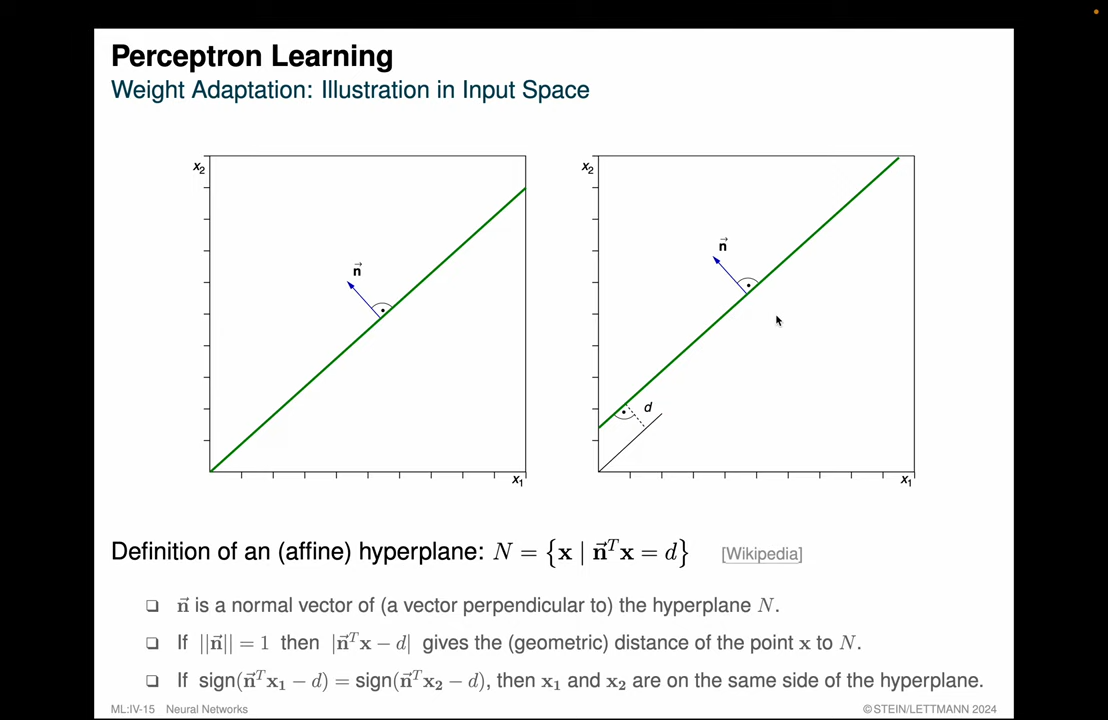 Perceptron Learning
Weight Adaptation: Illustration in Input Space
x₂
n⃗
x₁
x₂
n⃗
d
x₁
Definition of an (affine) hyperplane: N = {x | n⃗ᵀx = d} [Wikipedia]
❑ n⃗ is a normal vector of (a vector perpendicular to) the hyperplane N.
❑ If ||n⃗|| = 1 then |n⃗ᵀx − d| gives the (geometric) distance of the point x to N.
❑ If sign(n⃗ᵀx₁ − d) = sign(n⃗ᵀx₂ − d), then x₁ and x₂ are on the same side of the hyperplane.
ML:IV-15 Neural Networks ©STEIN/LETTMANN 2024